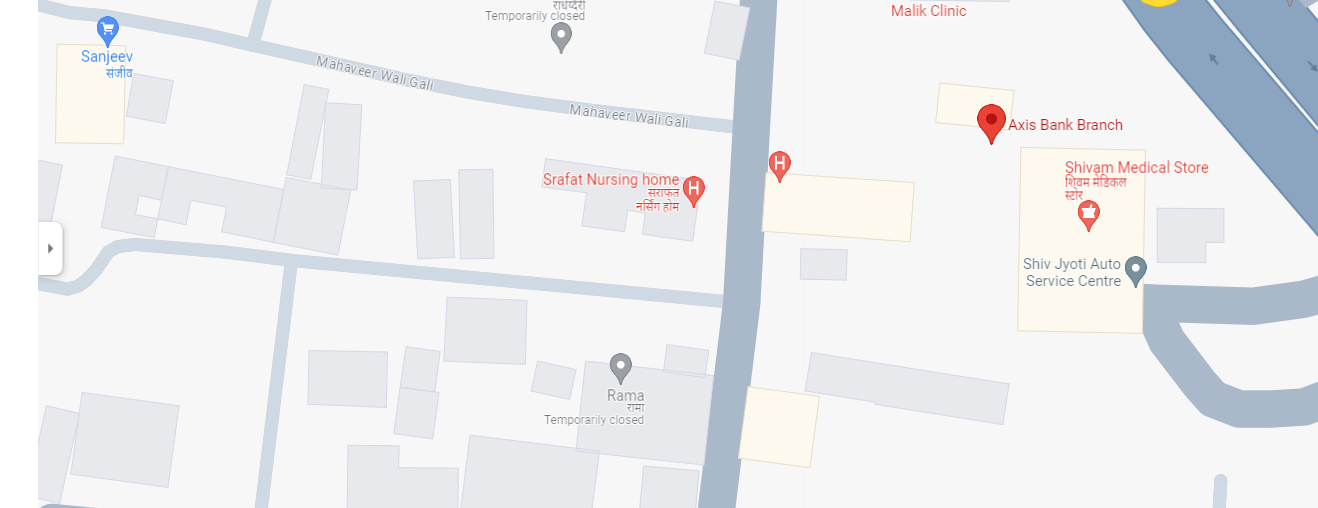 Temporarily closed
Malik Clinic
Sanjeev
संजीव
Mahaveer Wali Gali
Mahaveer Wali Gali
Axis Bank Branch
Shivam Medical Store
शिवम मेडिकल
स्टोर
H
H
Srafat Nursing home
सराफत
नर्सिंग होम
Shiv Jyoti Auto
Service Centre
Rama
रामा
Temporarily closed